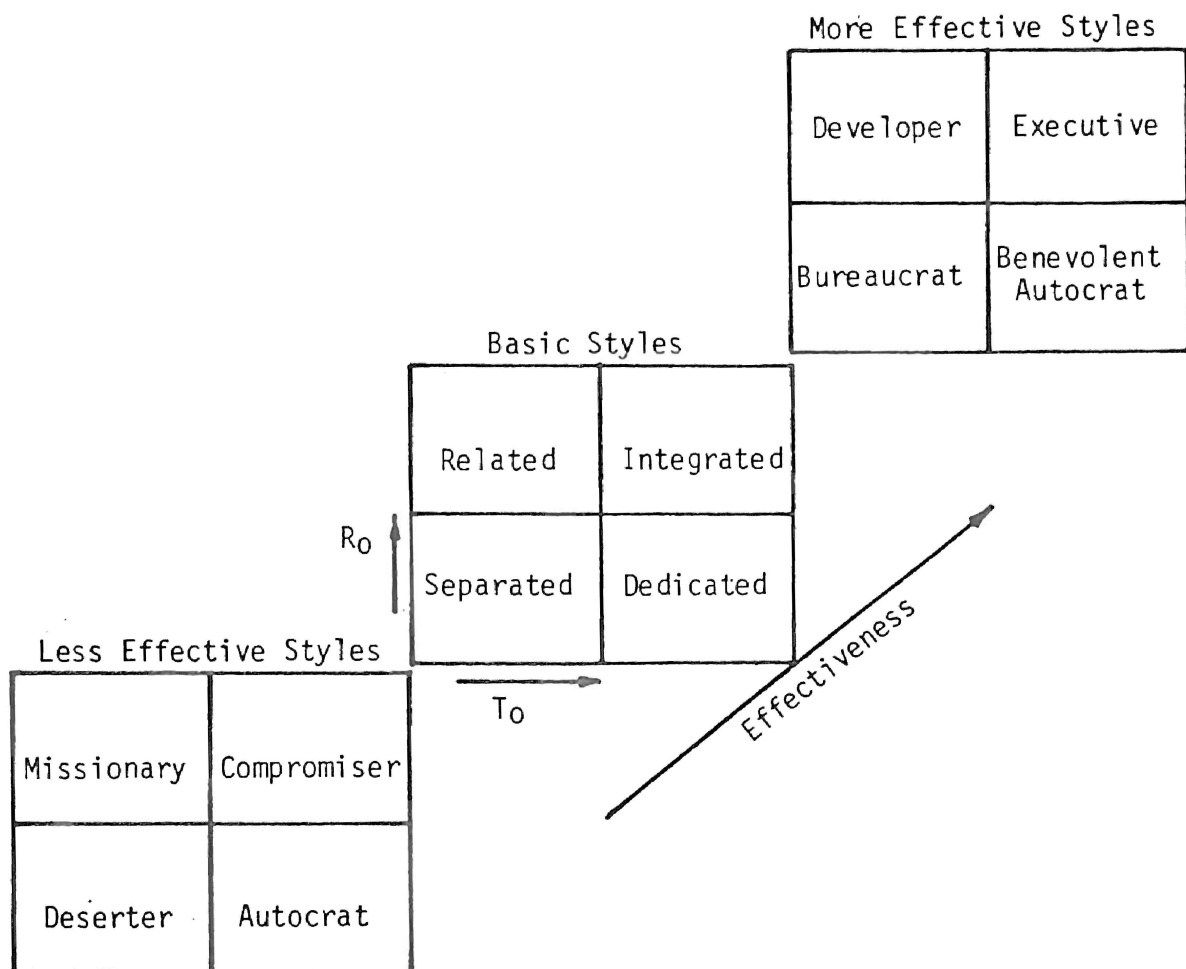 More Effective Styles
Developer
Executive
Bureaucrat
Benevolent
Autocrat
Basic Styles
Related
Integrated
Ro
Separated
Dedicated
To
Effectiveness
Less Effective Styles
Missionary
Compromiser
Deserter
Autocrat